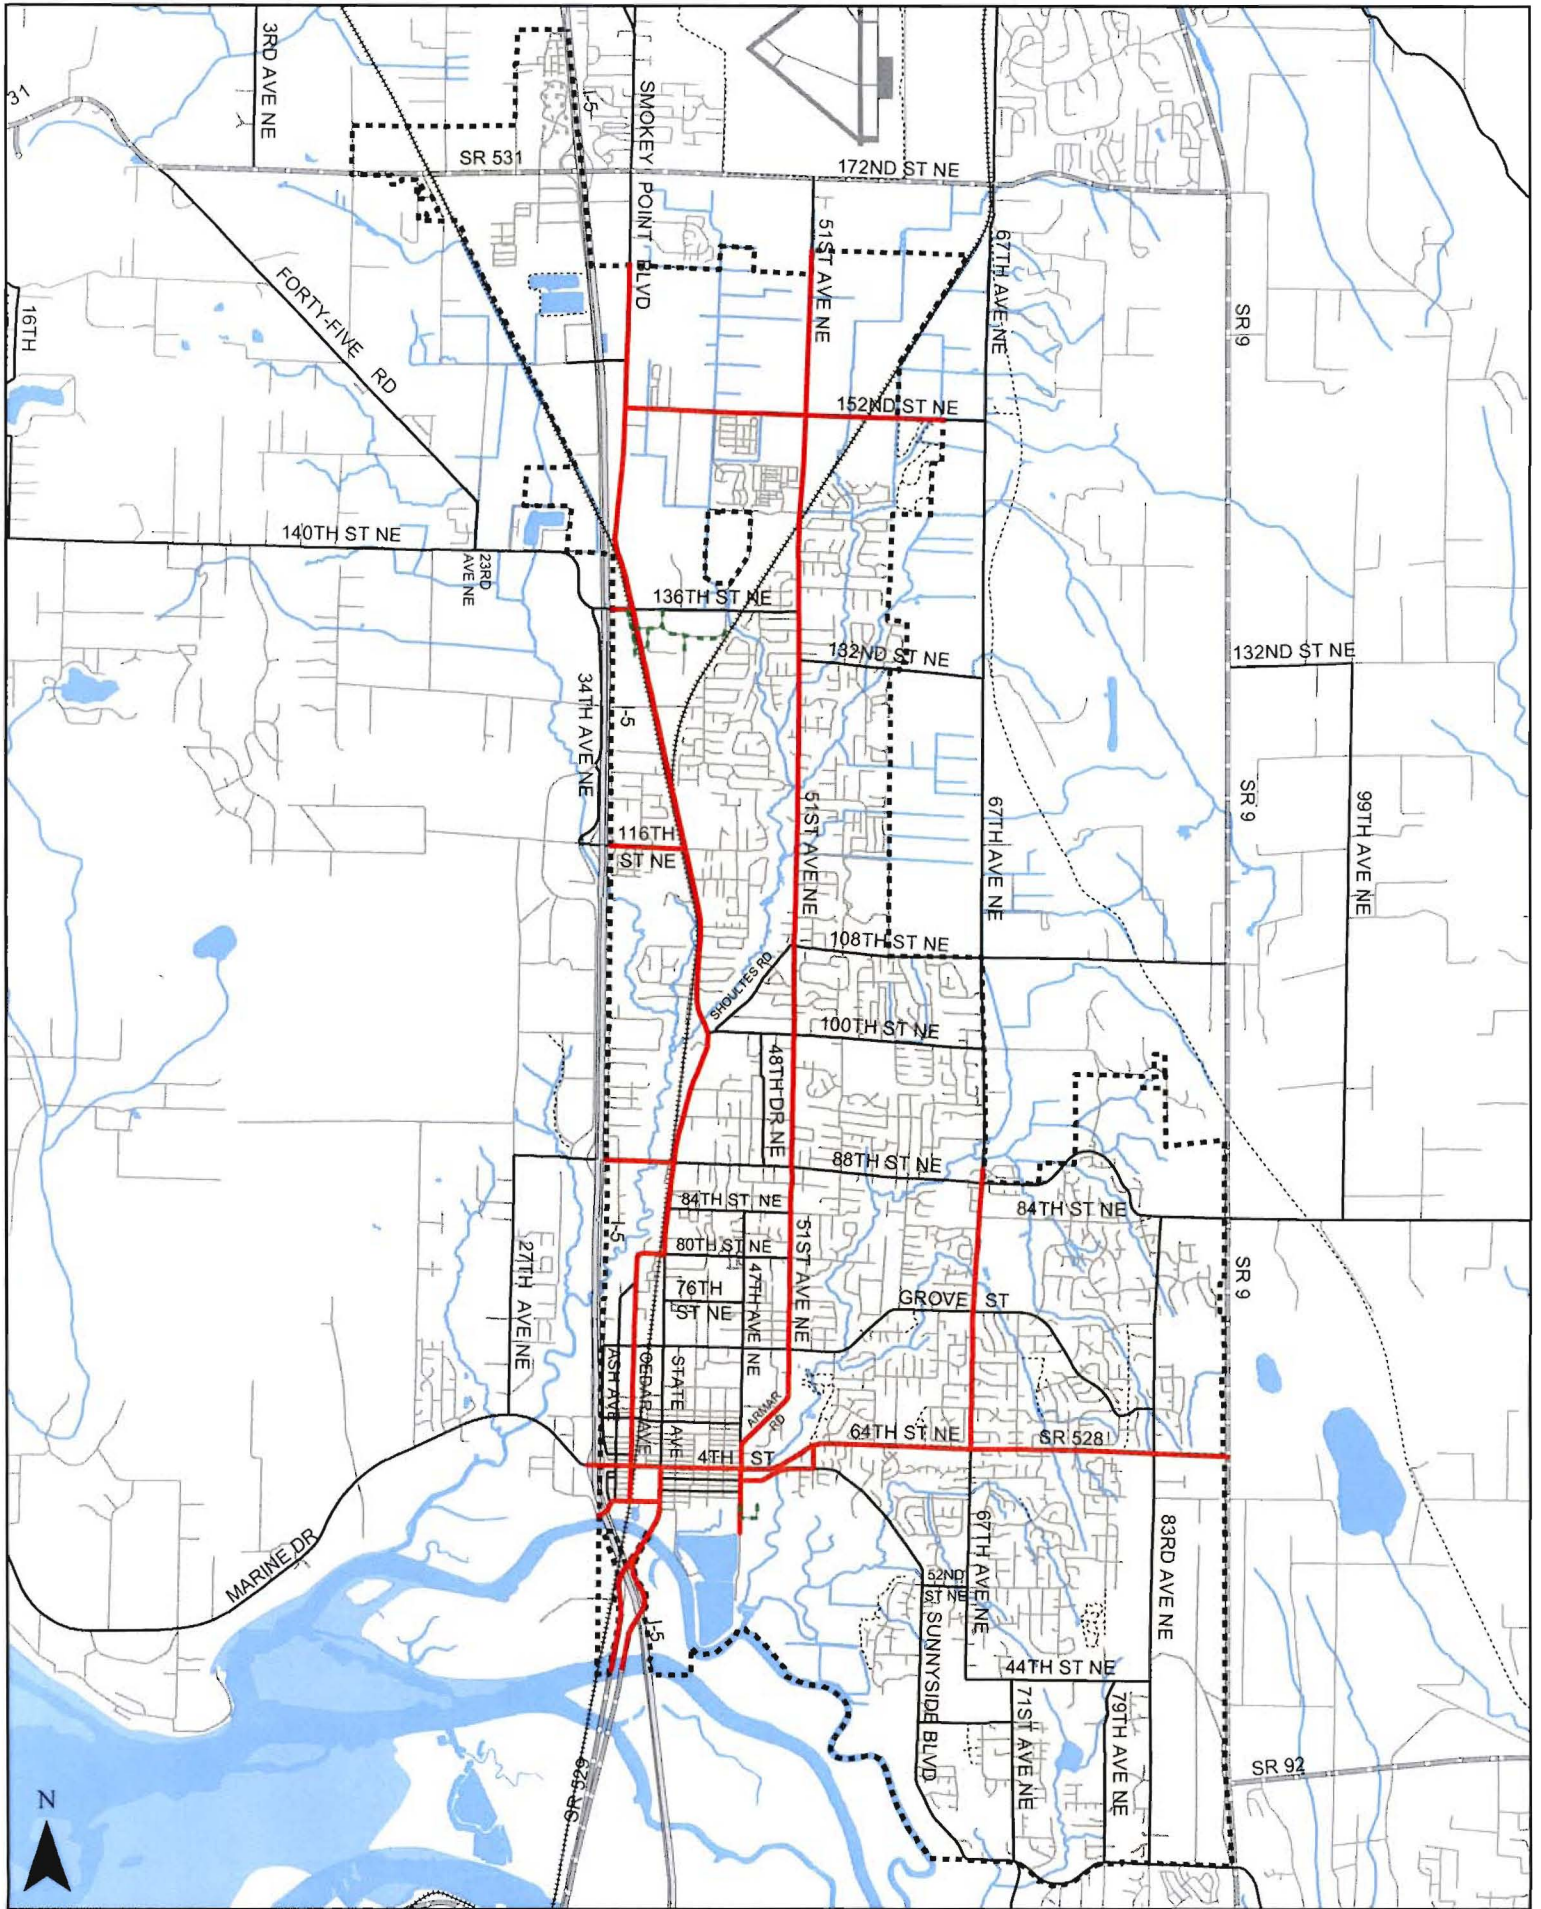 3RD AVE NE
31
I-5
SMOKEY POINT BLVD
SR 531
172ND ST NE
51ST AVE NE
67TH AVE NE
SR 9
16TH
FORTY-FIVE RD
152ND ST NE
140TH ST NE
23RD
AVE NE
136TH ST NE
132ND ST NE
132ND ST NE
34TH AVE NE
I-5
116TH
ST NE
51ST AVE NE
67TH AVE NE
SR 9
99TH AVE NE
108TH ST NE
SHOULTES RD
100TH ST NE
48TH DR NE
88TH ST NE
84TH ST NE
84TH ST NE
I-5
80TH ST NE
27TH AVE NE
76TH
ST NE
47TH AVE NE
51ST AVE NE
GROVE ST
SR 9
ASH AVE
CEDAR AVE
STATE AVE
ARMAR
RD
64TH ST NE
SR 528
4TH ST
MARINE DR
67TH AVE NE
83RD AVE NE
52ND
ST NE
I-5
SUNNYSIDE BLVD
44TH ST NE
71ST AVE NE
79TH AVE NE
SR 92
SR 529
N